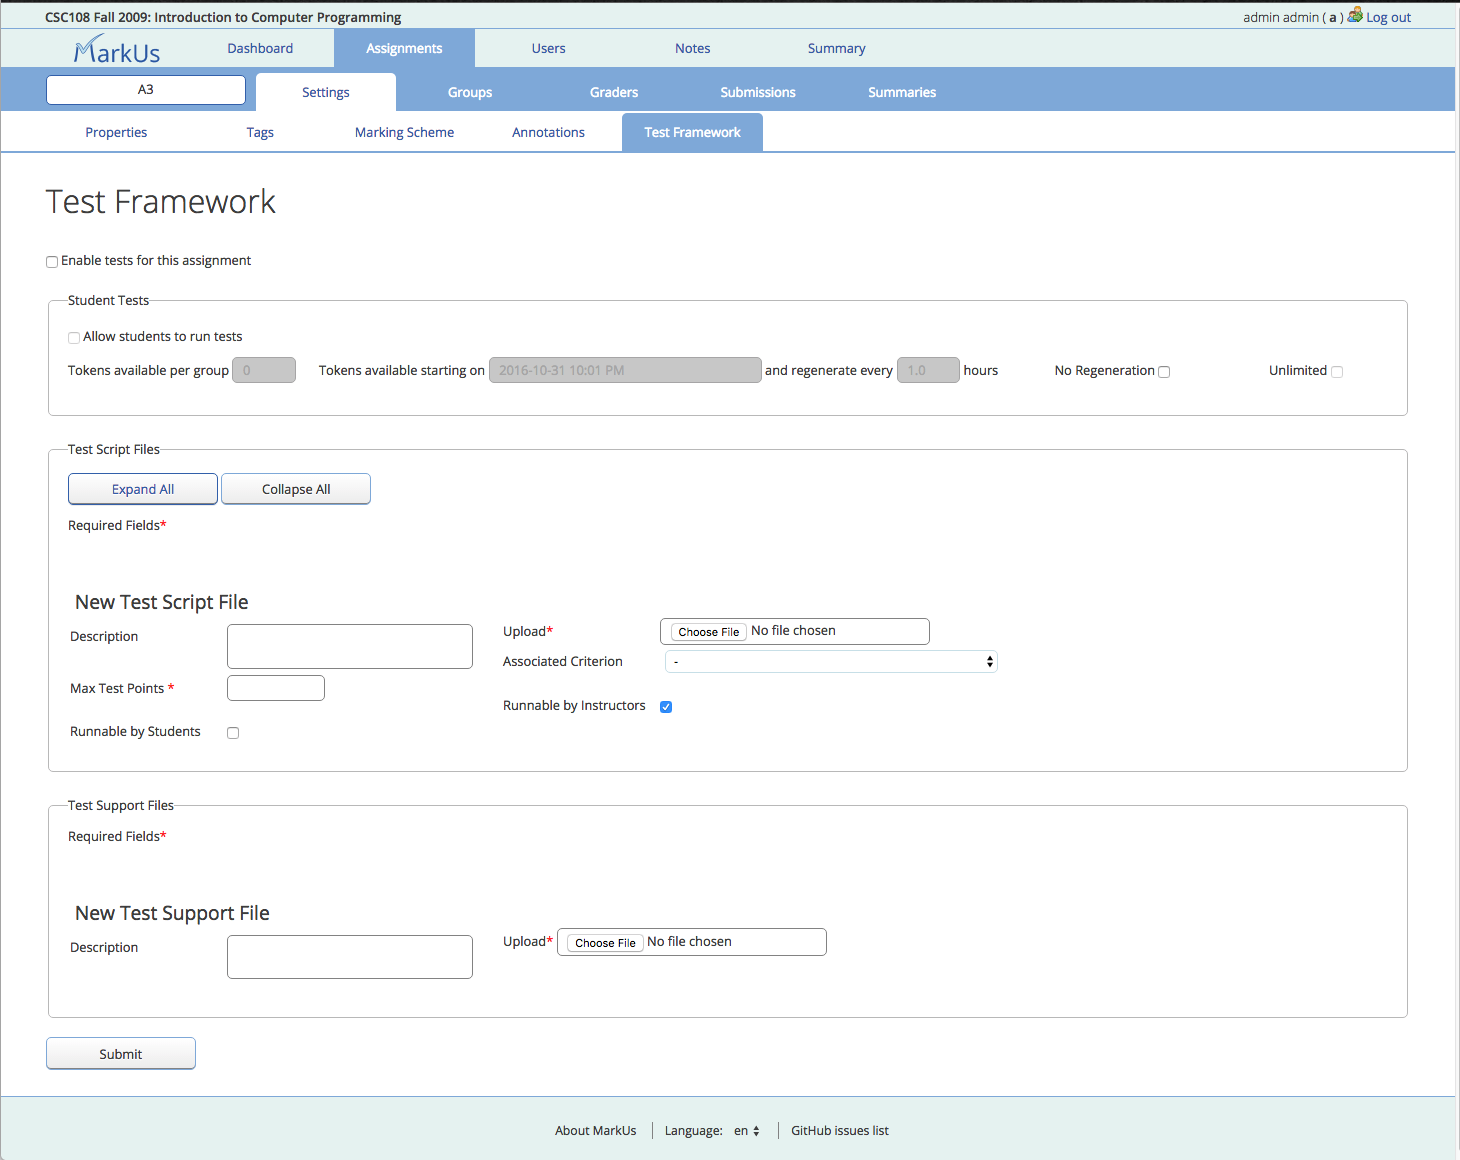 CSC108 Fall 2009: Introduction to Computer Programming
admin admin ( a ) Log out
MarkUs
Dashboard Assignments Users Notes Summary
A3 Settings Groups Graders Submissions Summaries
Properties Tags Marking Scheme Annotations Test Framework
Test Framework
Enable tests for this assignment
Student Tests
Allow students to run tests
Tokens available per group 0 Tokens available starting on 2016-10-31 10:01 PM and regenerate every 1.0 hours No Regeneration Unlimited
Test Script Files
Expand All Collapse All
Required Fields*
New Test Script File
Description
Upload* Choose File No file chosen
Associated Criterion -
Max Test Points *
Runnable by Instructors
Runnable by Students
Test Support Files
Required Fields*
New Test Support File
Description
Upload* Choose File No file chosen
Submit
About MarkUs Language: en GitHub issues list